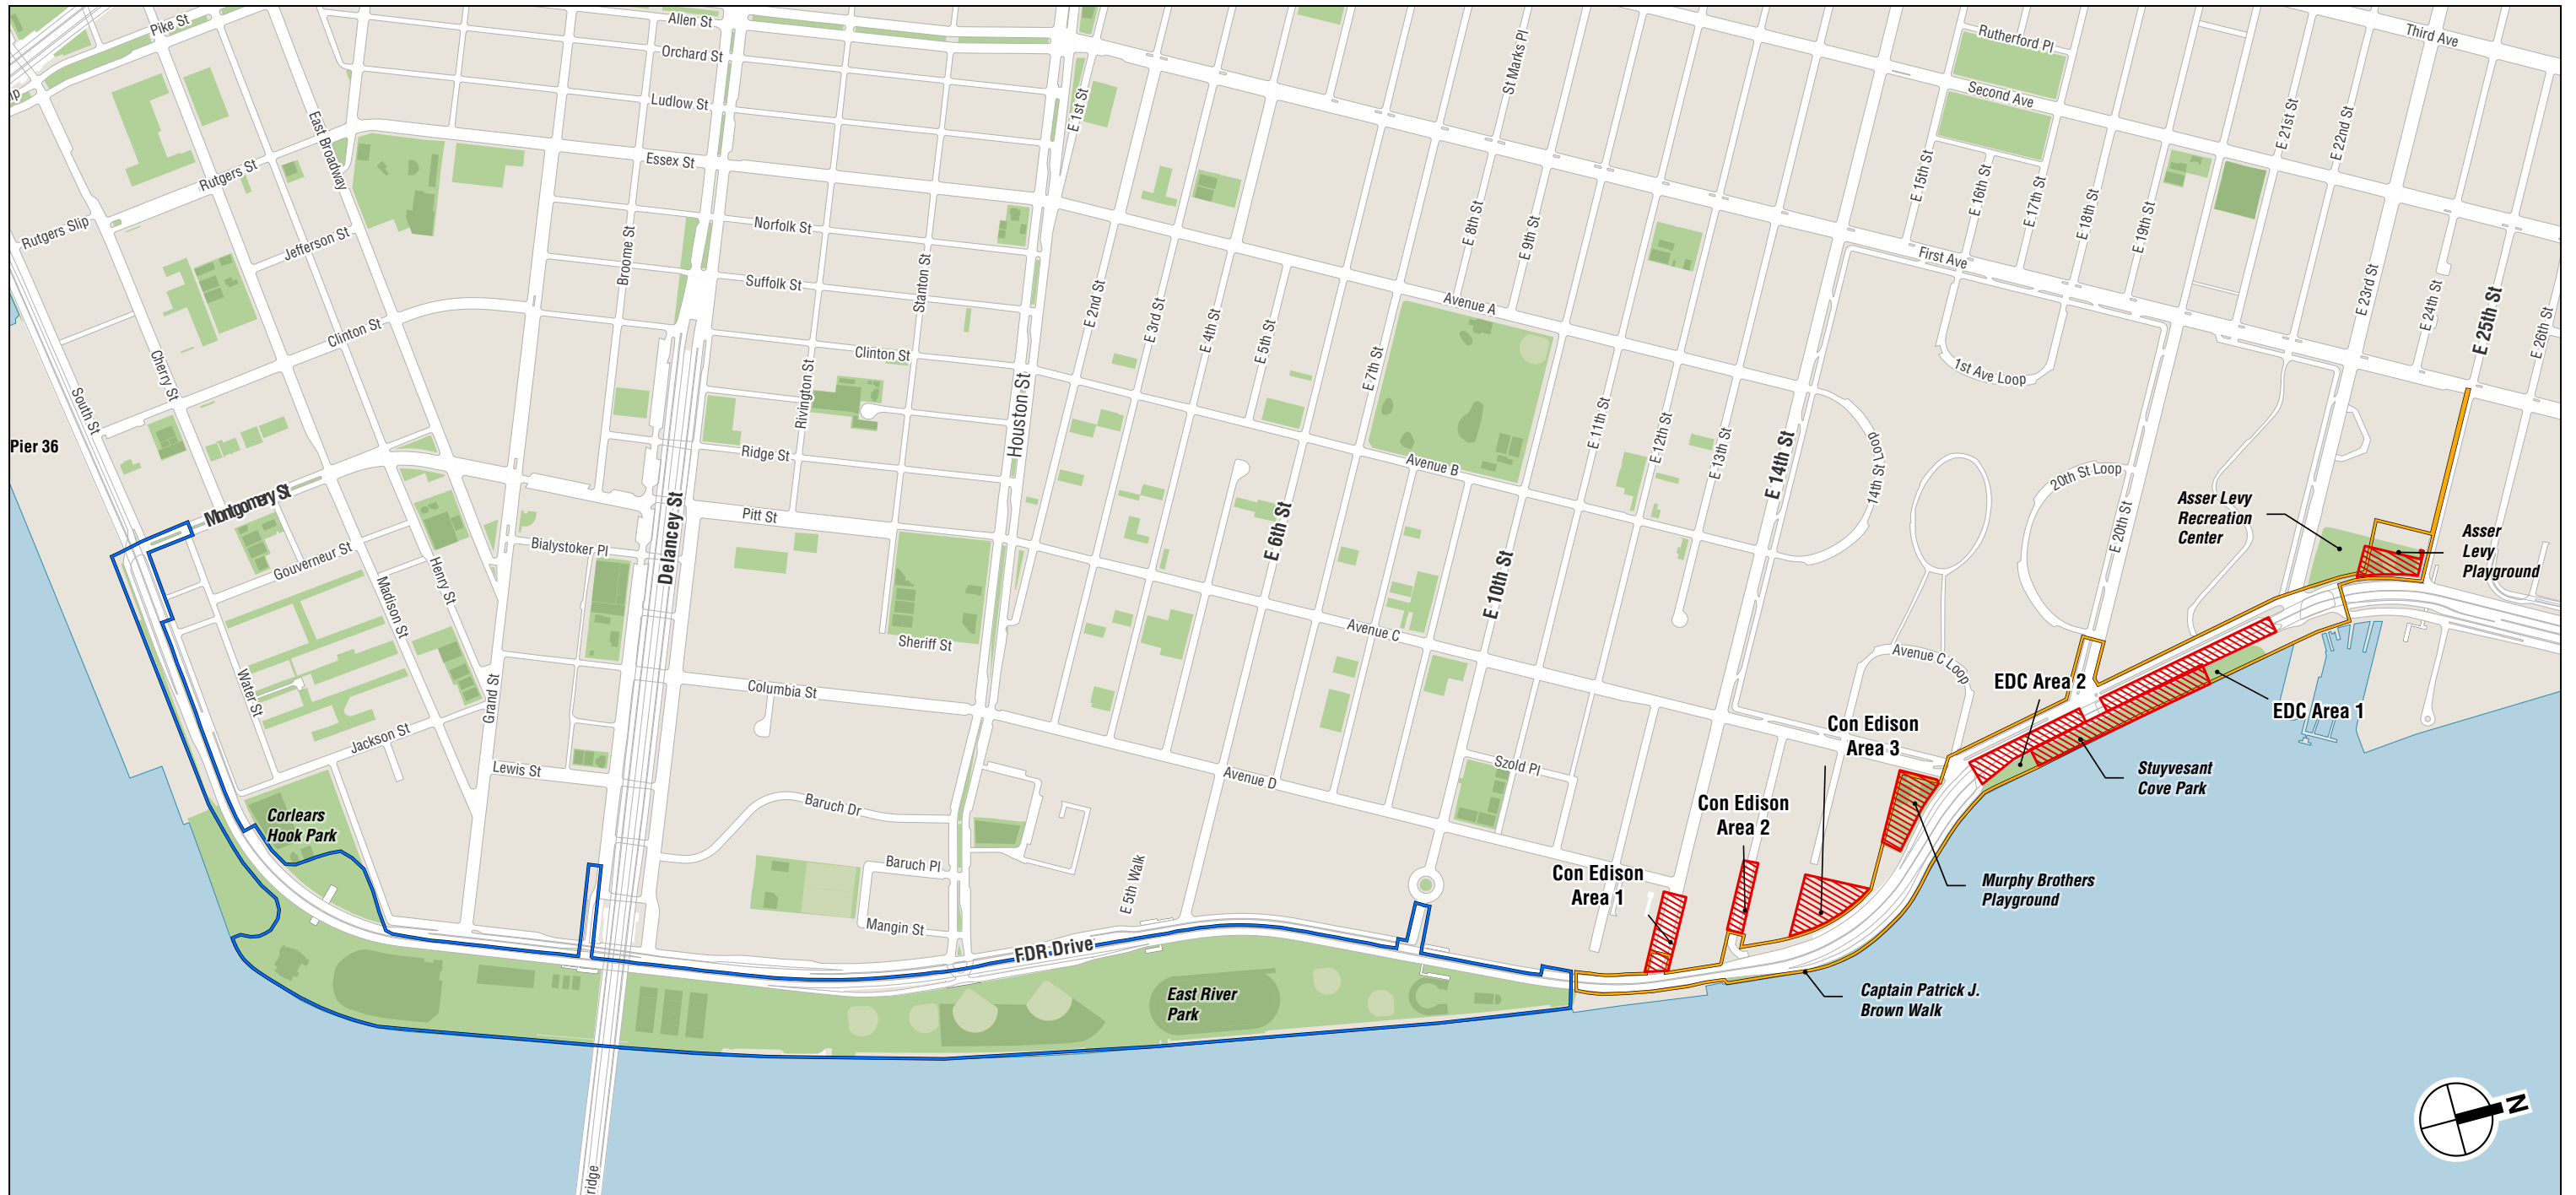 Pike St
Allen St
Orchard St
Ludlow St
Essex St
Norfolk St
Suffolk St
Clinton St
Ridge St
Pitt St
Bialystoker Pl
Sheriff St
Columbia St
Lewis St
Baruch Dr
Baruch Pl
Mangin St
Rutgers St
Rutgers Slip
East Broadway
Jefferson St
Clinton St
Cherry St
South St
Pier 36
Montgomery St
Gouverneur St
Henry St
Madison St
Water St
Jackson St
Grand St
Broome St
Delancey St
Rivington St
Stanton St
Houston St
E 1st St
E 2nd St
E 3rd St
E 4th St
E 5th St
E 5th Walk
E 6th St
E 7th St
St Marks Pl
E 8th St
E 9th St
E 10th St
E 11th St
E 12th St
E 13th St
E 14th St
14th St Loop
E 15th St
E 16th St
E 17th St
E 18th St
E 19th St
E 20th St
20th St Loop
E 21st St
E 22nd St
E 23rd St
E 24th St
E 25th St
E 26th St
Rutherford Pl
Third Ave
Second Ave
First Ave
1st Ave Loop
Avenue A
Avenue B
Avenue C
Avenue C Loop
Avenue D
Szold Pl
FDR Drive
Corlears
Hook Park
East River
Park
Con Edison
Area 1
Con Edison
Area 2
Con Edison
Area 3
Murphy Brothers
Playground
Captain Patrick J.
Brown Walk
EDC Area 2
EDC Area 1
Stuyvesant
Cove Park
Asser Levy
Recreation
Center
Asser
Levy
Playground
N